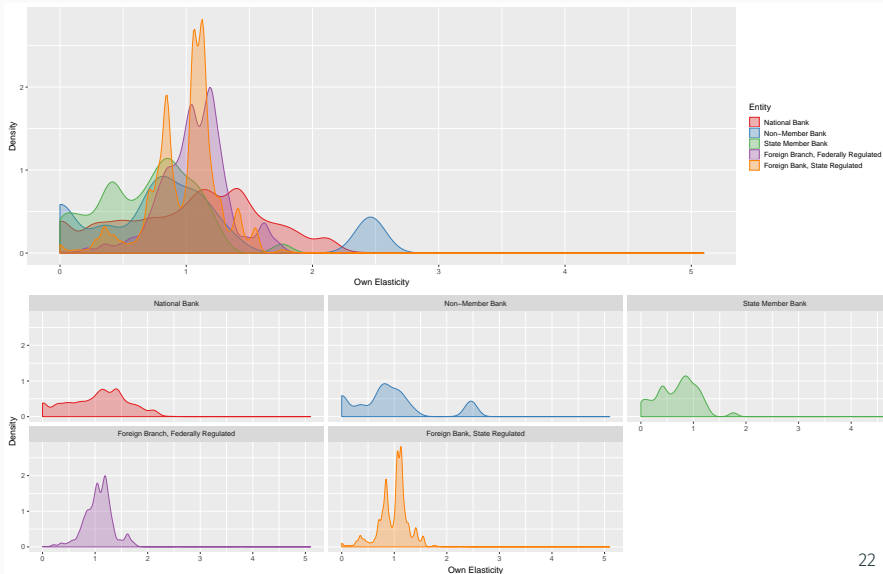 2
1
0
Density
0 1 2 3 4 5
Own Elasticity
Entity
National Bank
Non−Member Bank
State Member Bank
Foreign Branch, Federally Regulated
Foreign Bank, State Regulated
National Bank Non−Member Bank State Member Bank
2
1
0
0 1 2 3 4
Density
Foreign Branch, Federally Regulated Foreign Bank, State Regulated
2
1
0
0 1 2 3 4 5 0 1 2 3 4 5
Own Elasticity
22